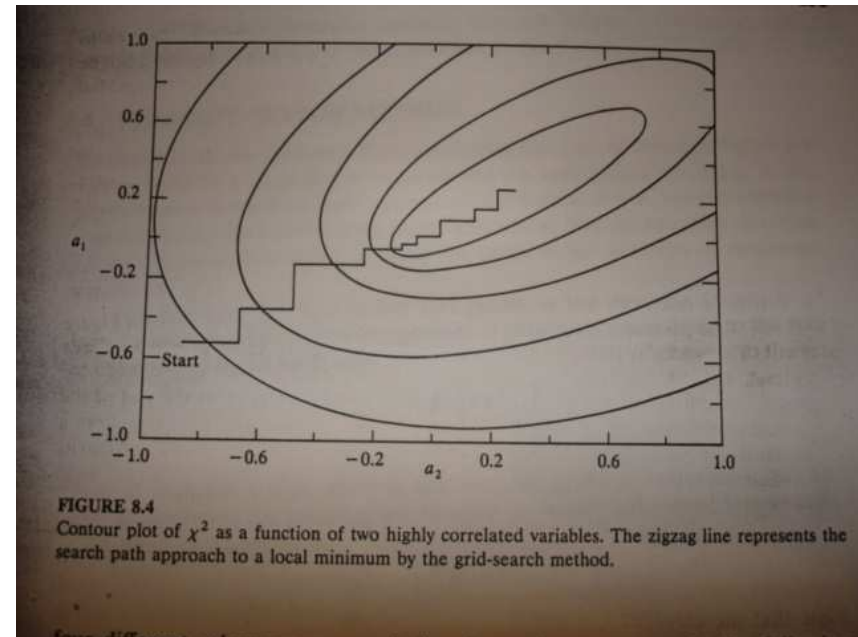 1.0
0.6
0.2
a₁
−0.2
−0.6
Start
−1.0
−1.0 −0.6 −0.2 a₂ 0.2 0.6 1.0
FIGURE 8.4
Contour plot of χ² as a function of two highly correlated variables. The zigzag line represents the
search path approach to a local minimum by the grid-search method.